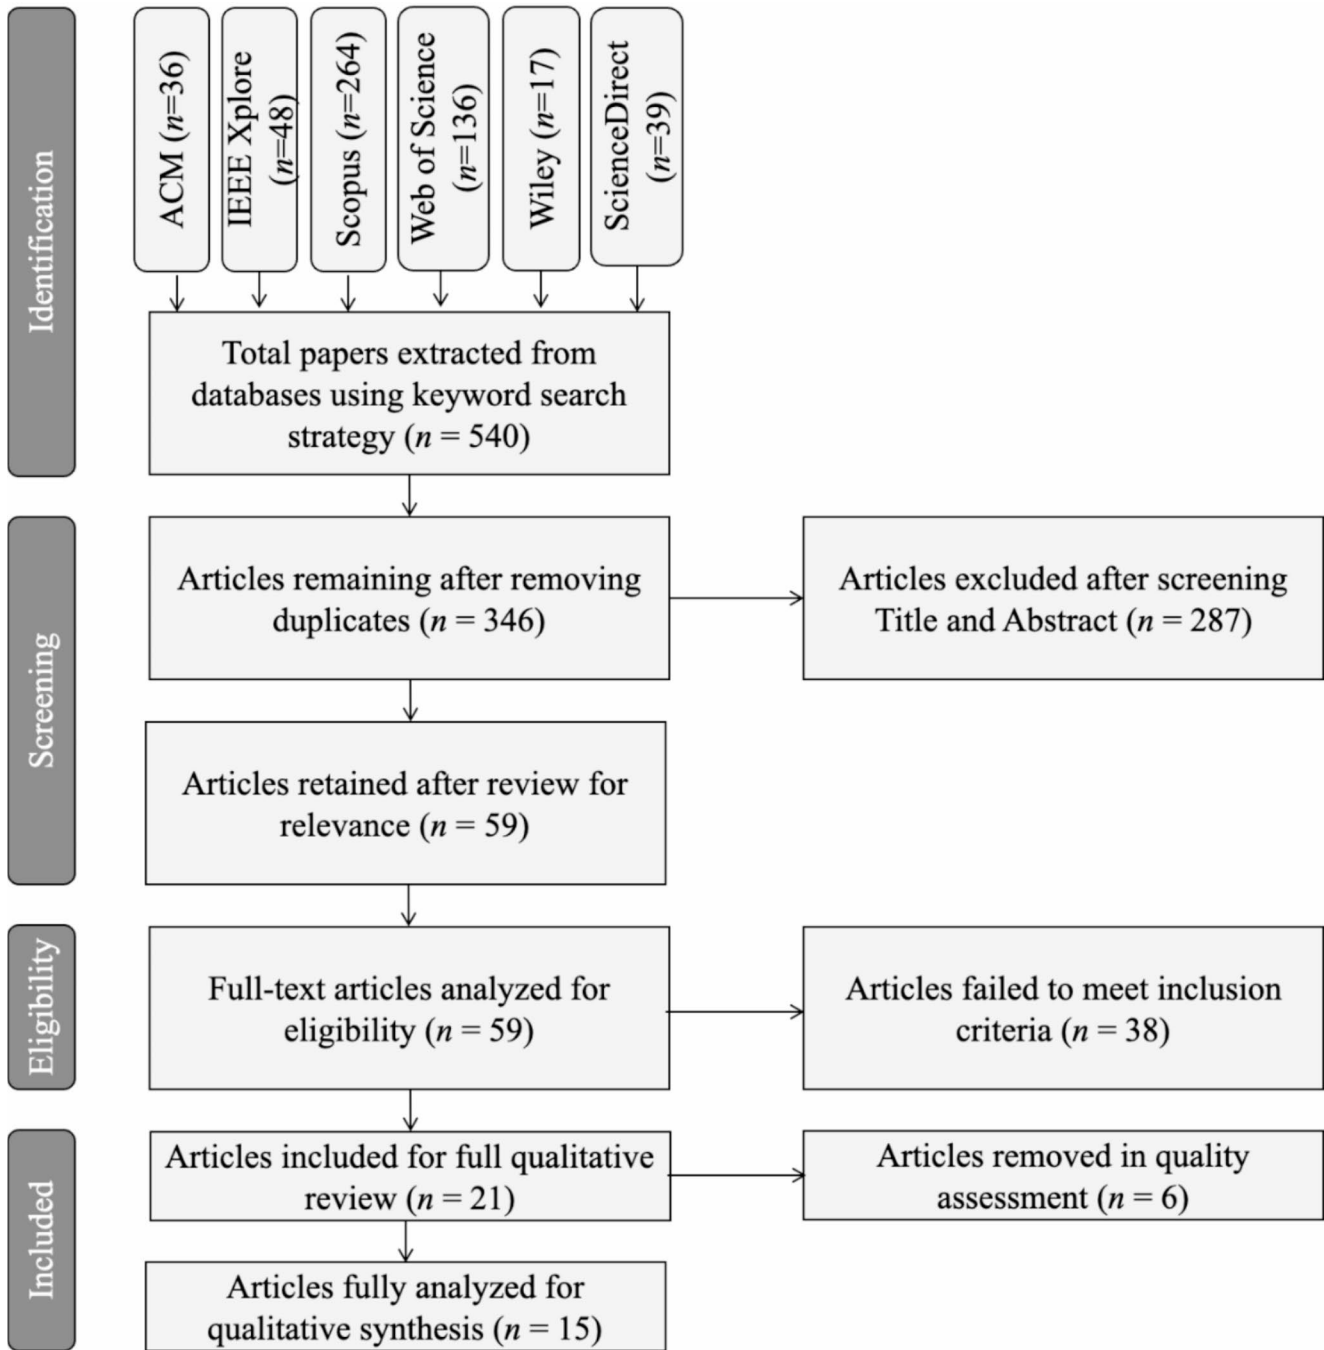 Identification
ACM (n=36)
IEEE Xplore
(n=48)
Scopus (n=264)
Web of Science
(n=136)
Wiley (n=17)
ScienceDirect
(n=39)
Total papers extracted from
databases using keyword search
strategy (n = 540)
Screening
Articles remaining after removing
duplicates (n = 346)
Articles excluded after screening
Title and Abstract (n = 287)
Articles retained after review for
relevance (n = 59)
Eligibility
Full-text articles analyzed for
eligibility (n = 59)
Articles failed to meet inclusion
criteria (n = 38)
Included
Articles included for full qualitative
review (n = 21)
Articles removed in quality
assessment (n = 6)
Articles fully analyzed for
qualitative synthesis (n = 15)